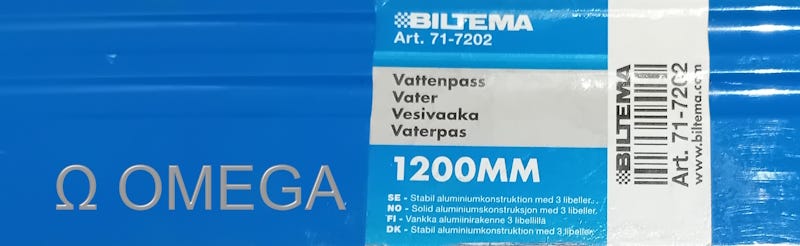 Ω OMEGA
BILTEMA
Art. 71-7202
Vattenpass
Vater
Vesivaaka
Vaterpas
1200MM
SE - Stabil aluminiumkonstruktion med 3 libeller.
NO - Solid aluminiumskonstruksjon med 3 libeller.
FI - Vankka alumiinirakenne 3 libellillä
DK - Stabil aluminiumkonstruktion med 3 libeller.
BILTEMA
Art. 71-7202
www.biltema.com